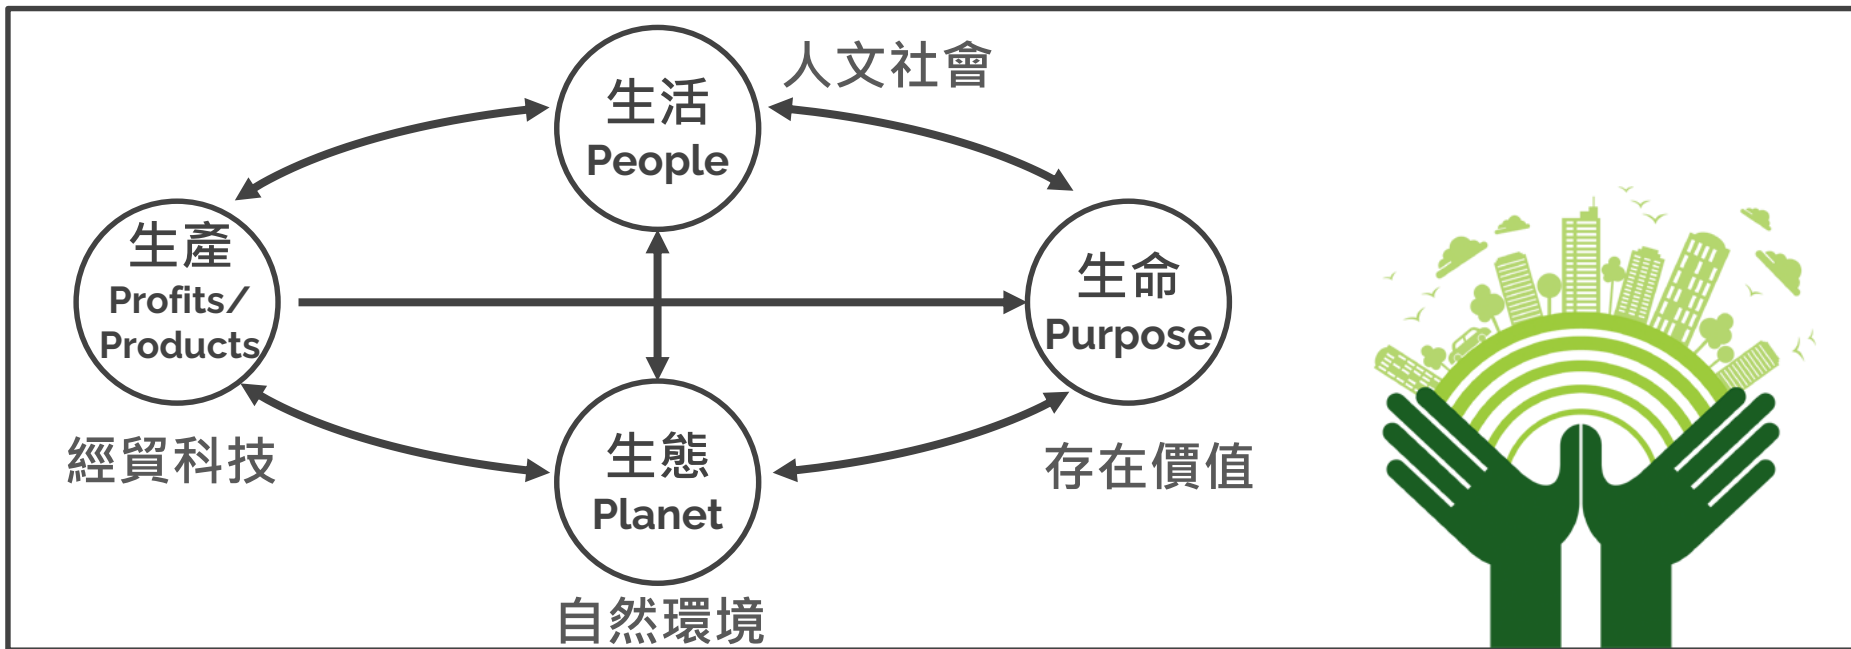 人文社會
生活
People
生產
Profits/
Products
經貿科技
生命
Purpose
存在價值
生態
Planet
自然環境